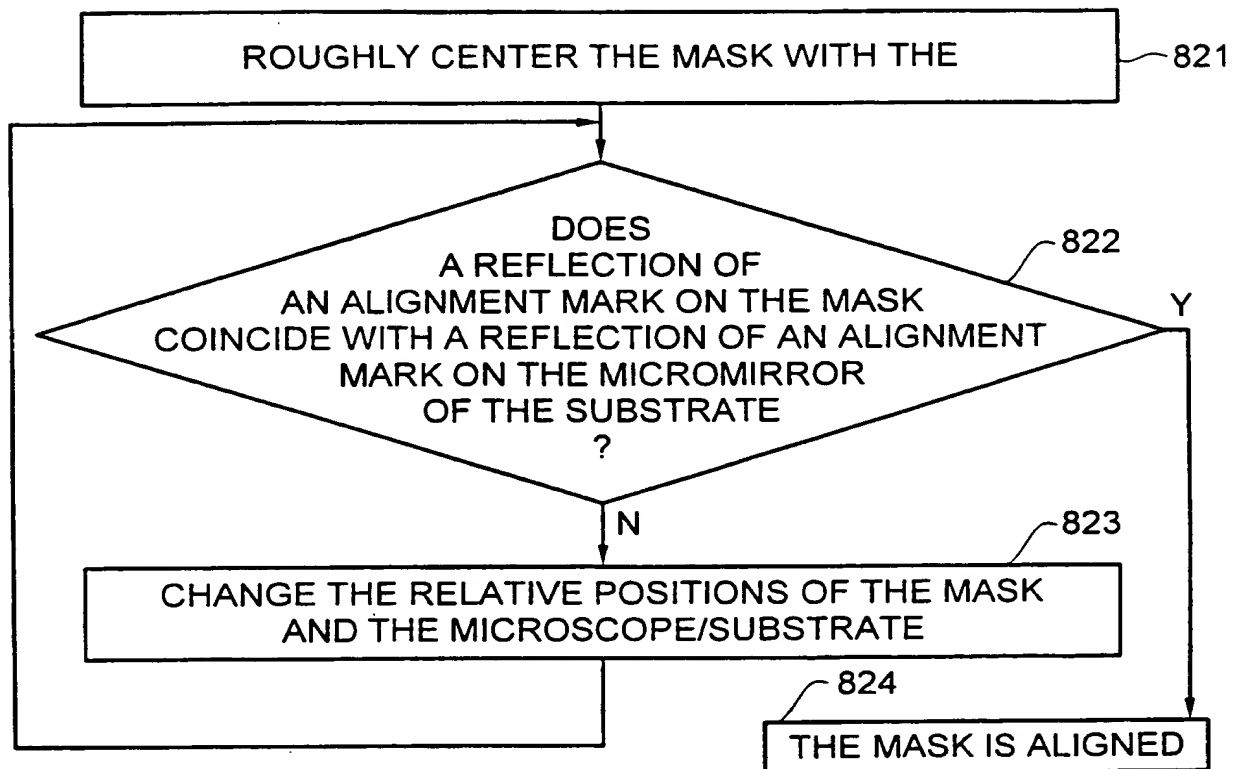 ROUGHLY CENTER THE MASK WITH THE
821
DOES
A REFLECTION OF
AN ALIGNMENT MARK ON THE MASK
COINCIDE WITH A REFLECTION OF AN ALIGNMENT
MARK ON THE MICROMIRROR
OF THE SUBSTRATE
?
822
Y
N
823
CHANGE THE RELATIVE POSITIONS OF THE MASK
AND THE MICROSCOPE/SUBSTRATE
824
THE MASK IS ALIGNED